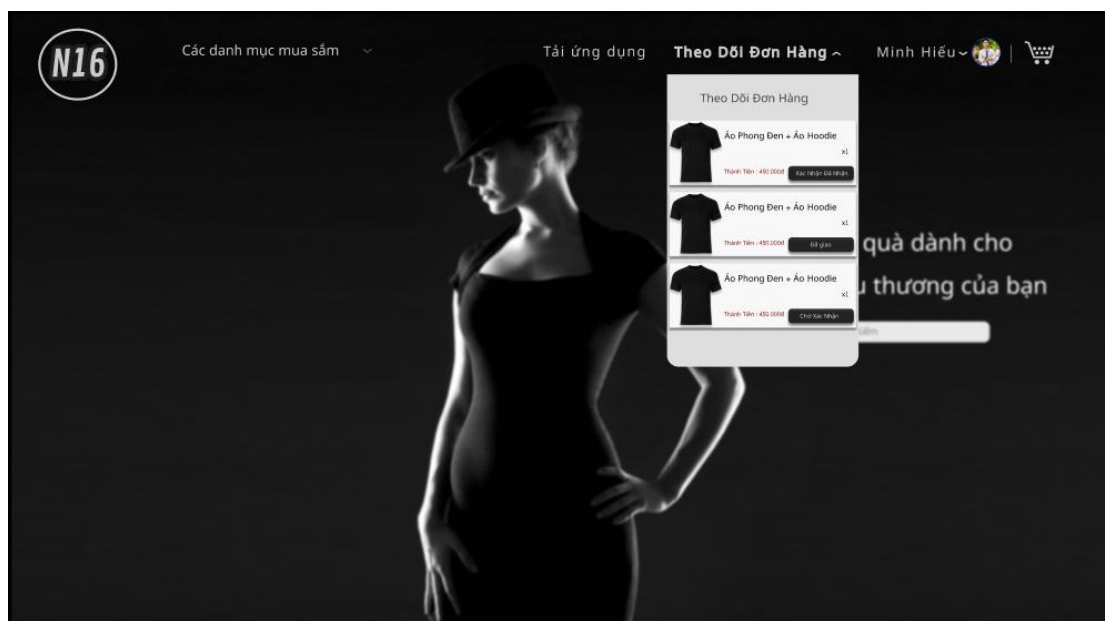 N16
Các danh mục mua sắm
Tải ứng dụng
Theo Dõi Đơn Hàng
Minh Hiếu
Theo Dõi Đơn Hàng
Áo Phong Đen + Áo Hoodie
x1
Thành Tiền : 450.000đ
Xác Nhận Đã Nhận
Áo Phong Đen + Áo Hoodie
x1
Thành Tiền : 450.000đ
Đã giao
Áo Phong Đen + Áo Hoodie
x1
Thành Tiền : 450.000đ
Chờ Xác Nhận
quà dành cho
thương của bạn